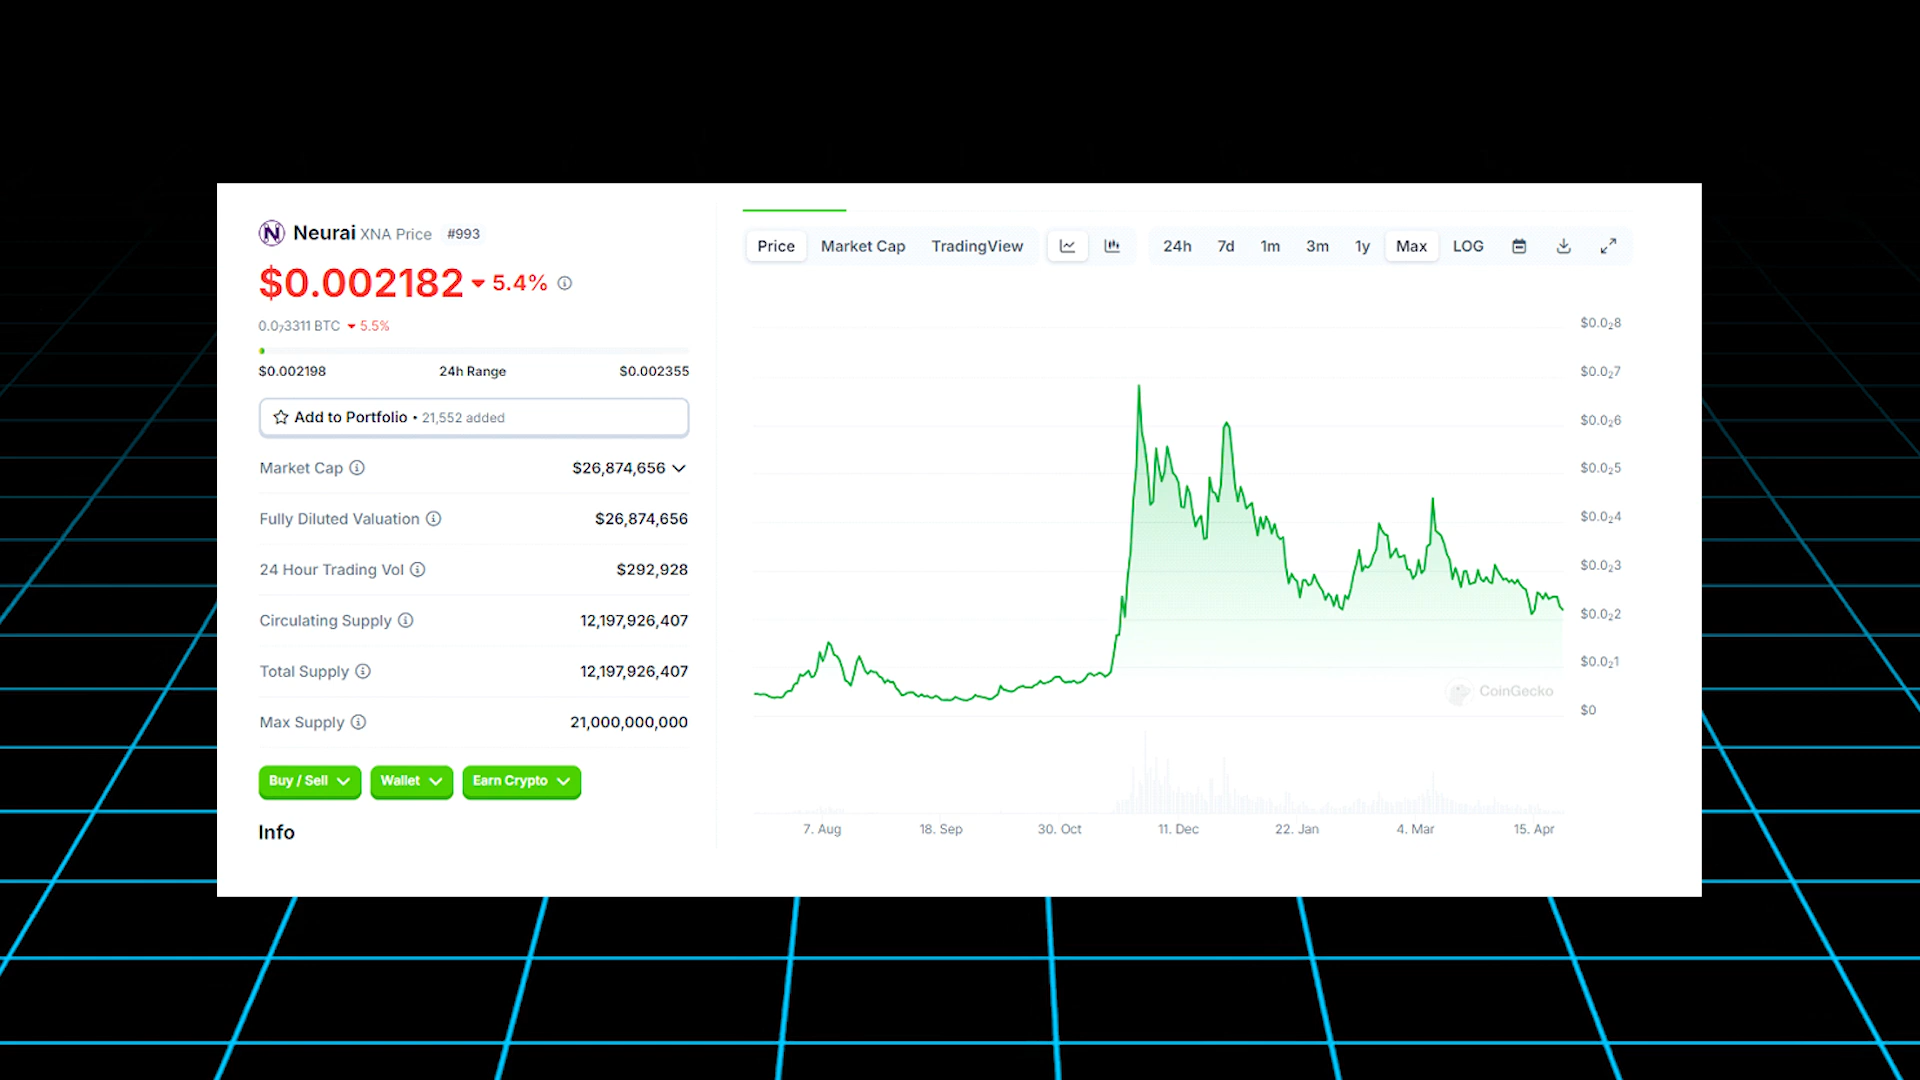 Neurai XNA Price #993
$0.002182 5.4%
0.0₇3311 BTC 5.5%
$0.002198 24h Range $0.002355
Add to Portfolio • 21,552 added
Market Cap $26,874,656
Fully Diluted Valuation $26,874,656
24 Hour Trading Vol $292,928
Circulating Supply 12,197,926,407
Total Supply 12,197,926,407
Max Supply 21,000,000,000
Buy / Sell Wallet Earn Crypto
Info
Price Market Cap TradingView 24h 7d 1m 3m 1y Max LOG
$0.0₂8
$0.0₂7
$0.0₂6
$0.0₂5
$0.0₂4
$0.0₂3
$0.0₂2
$0.0₂1
CoinGecko
$0
7. Aug 18. Sep 30. Oct 11. Dec 22. Jan 4. Mar 15. Apr